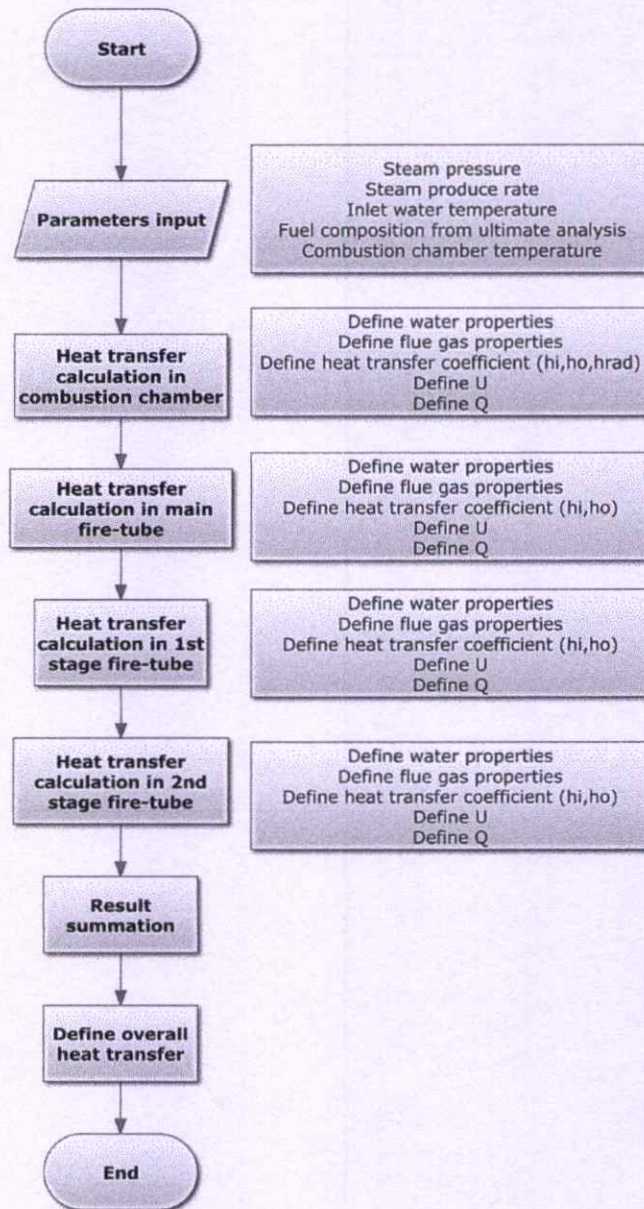 Start
Parameters input
Steam pressure
Steam produce rate
Inlet water temperature
Fuel composition from ultimate analysis
Combustion chamber temperature
Heat transfer
calculation in
combustion chamber
Define water properties
Define flue gas properties
Define heat transfer coefficient (hi,ho,hrad)
Define U
Define Q
Heat transfer
calculation in main
fire-tube
Define water properties
Define flue gas properties
Define heat transfer coefficient (hi,ho)
Define U
Define Q
Heat transfer
calculation in 1st
stage fire-tube
Define water properties
Define flue gas properties
Define heat transfer coefficient (hi,ho)
Define U
Define Q
Heat transfer
calculation in 2nd
stage fire-tube
Define water properties
Define flue gas properties
Define heat transfer coefficient (hi,ho)
Define U
Define Q
Result
summation
Define overall
heat transfer
End